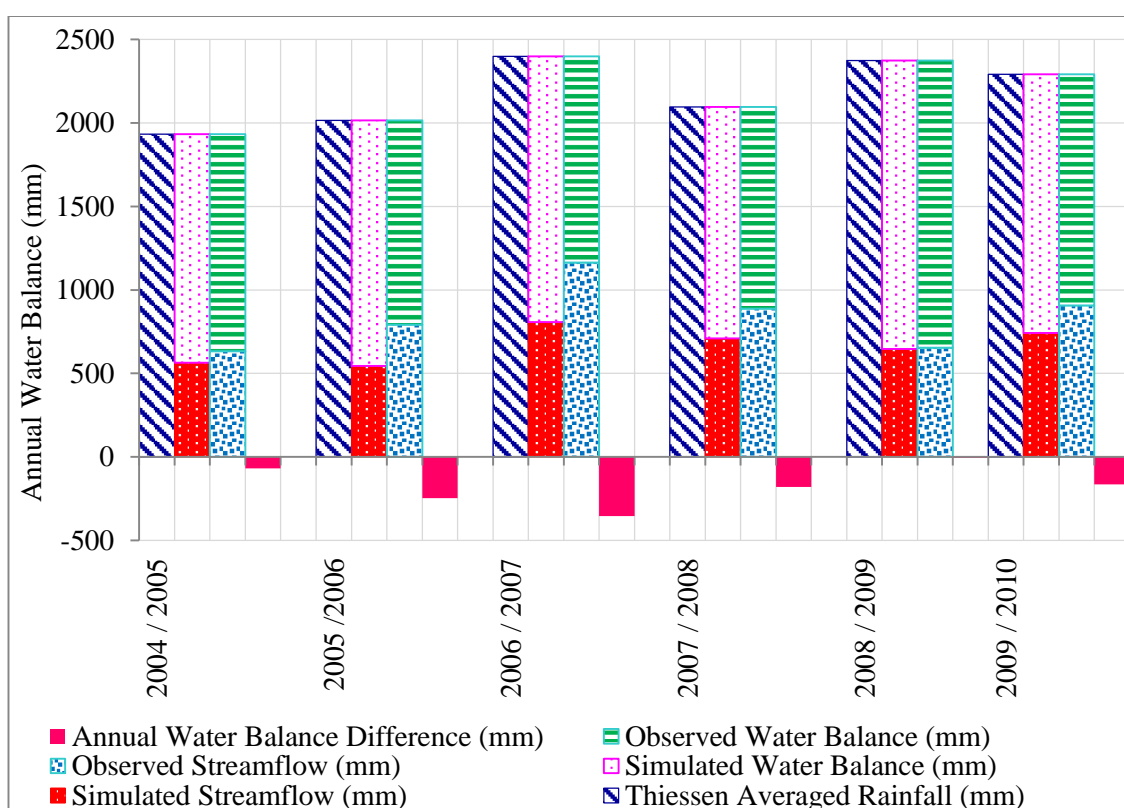 2500
2000
1500
1000
500
0
-500
Annual Water Balance (mm)
2004 / 2005
2005 /2006
2006 / 2007
2007 / 2008
2008 / 2009
2009 / 2010
Annual Water Balance Difference (mm)
Observed Water Balance (mm)
Observed Streamflow (mm)
Simulated Water Balance (mm)
Simulated Streamflow (mm)
Thiessen Averaged Rainfall (mm)